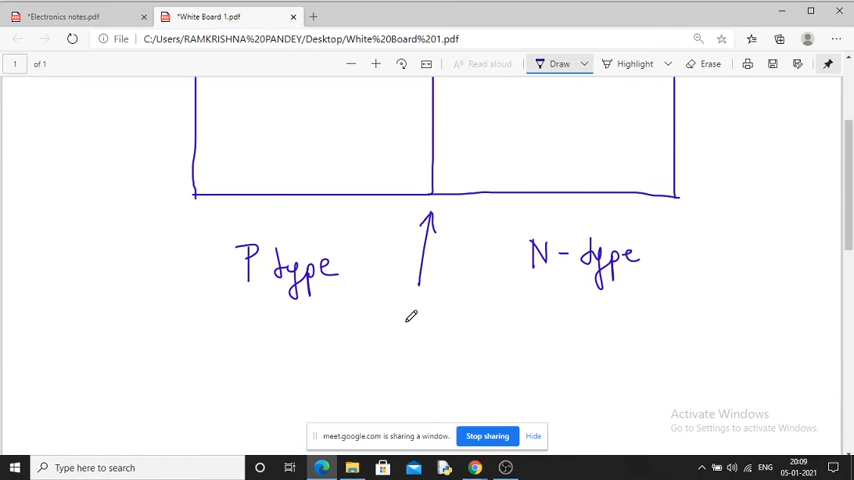 *Electronics notes.pdf
*White Board 1.pdf
File C:/Users/RAMKRISHNA%20PANDEY/Desktop/White%20Board%201.pdf
1 of 1
Read aloud Draw Highlight Erase
P type
N - type
Activate Windows
Go to Settings to activate Windows.
meet.google.com is sharing a window. Stop sharing Hide
Type here to search
ENG
20:09
05-01-2021